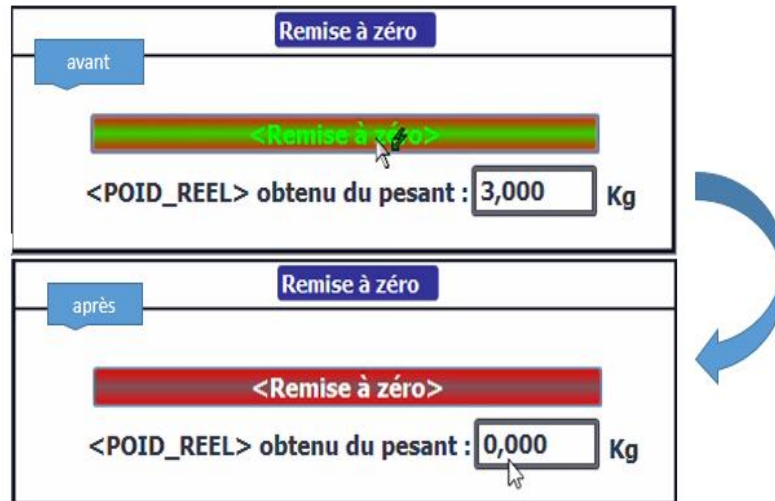 Remise à zéro
avant
<Remise à zéro>
<POID_REEL> obtenu du pesant : 3,000 Kg
Remise à zéro
après
<Remise à zéro>
<POID_REEL> obtenu du pesant : 0,000 Kg